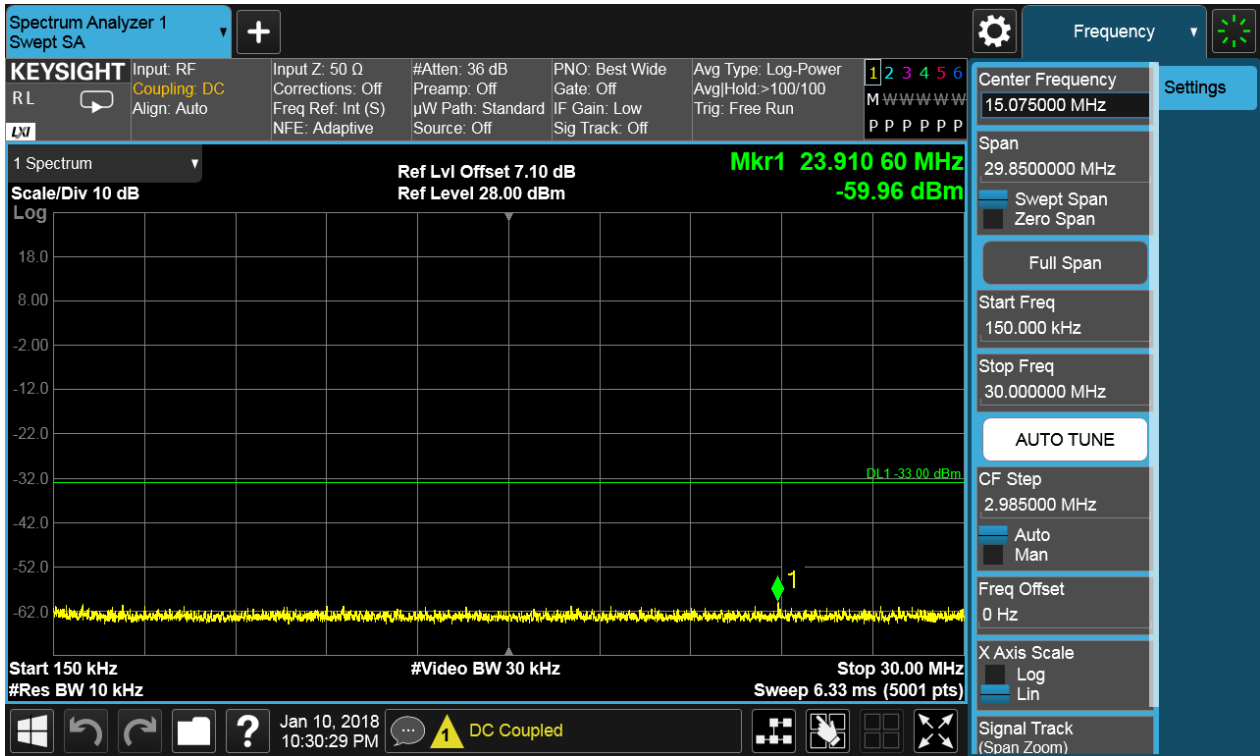 Spectrum Analyzer 1
Swept SA
+
Frequency
KEYSIGHT
R L
LXI
Input: RF
Coupling: DC
Align: Auto
Input Z: 50 Ω
Corrections: Off
Freq Ref: Int (S)
NFE: Adaptive
#Atten: 36 dB
Preamp: Off
µW Path: Standard
Source: Off
PNO: Best Wide
Gate: Off
IF Gain: Low
Sig Track: Off
Avg Type: Log-Power
Avg|Hold:>100/100
Trig: Free Run
1 2 3 4 5 6
M W W W W W
P P P P P P
1 Spectrum
Scale/Div 10 dB
Log
Ref Lvl Offset 7.10 dB
Ref Level 28.00 dBm
Mkr1 23.910 60 MHz
-59.96 dBm
18.0
8.00
-2.00
-12.0
-22.0
-32.0
-42.0
-52.0
-62.0
DL1 -33.00 dBm
1
Start 150 kHz
#Res BW 10 kHz
#Video BW 30 kHz
Stop 30.00 MHz
Sweep 6.33 ms (5001 pts)
Center Frequency
15.075000 MHz
Span
29.8500000 MHz
Swept Span
Zero Span
Full Span
Start Freq
150.000 kHz
Stop Freq
30.000000 MHz
AUTO TUNE
CF Step
2.985000 MHz
Auto
Man
Freq Offset
0 Hz
X Axis Scale
Log
Lin
Signal Track
(Span Zoom)
Settings
?
Jan 10, 2018
10:30:29 PM
1
DC Coupled